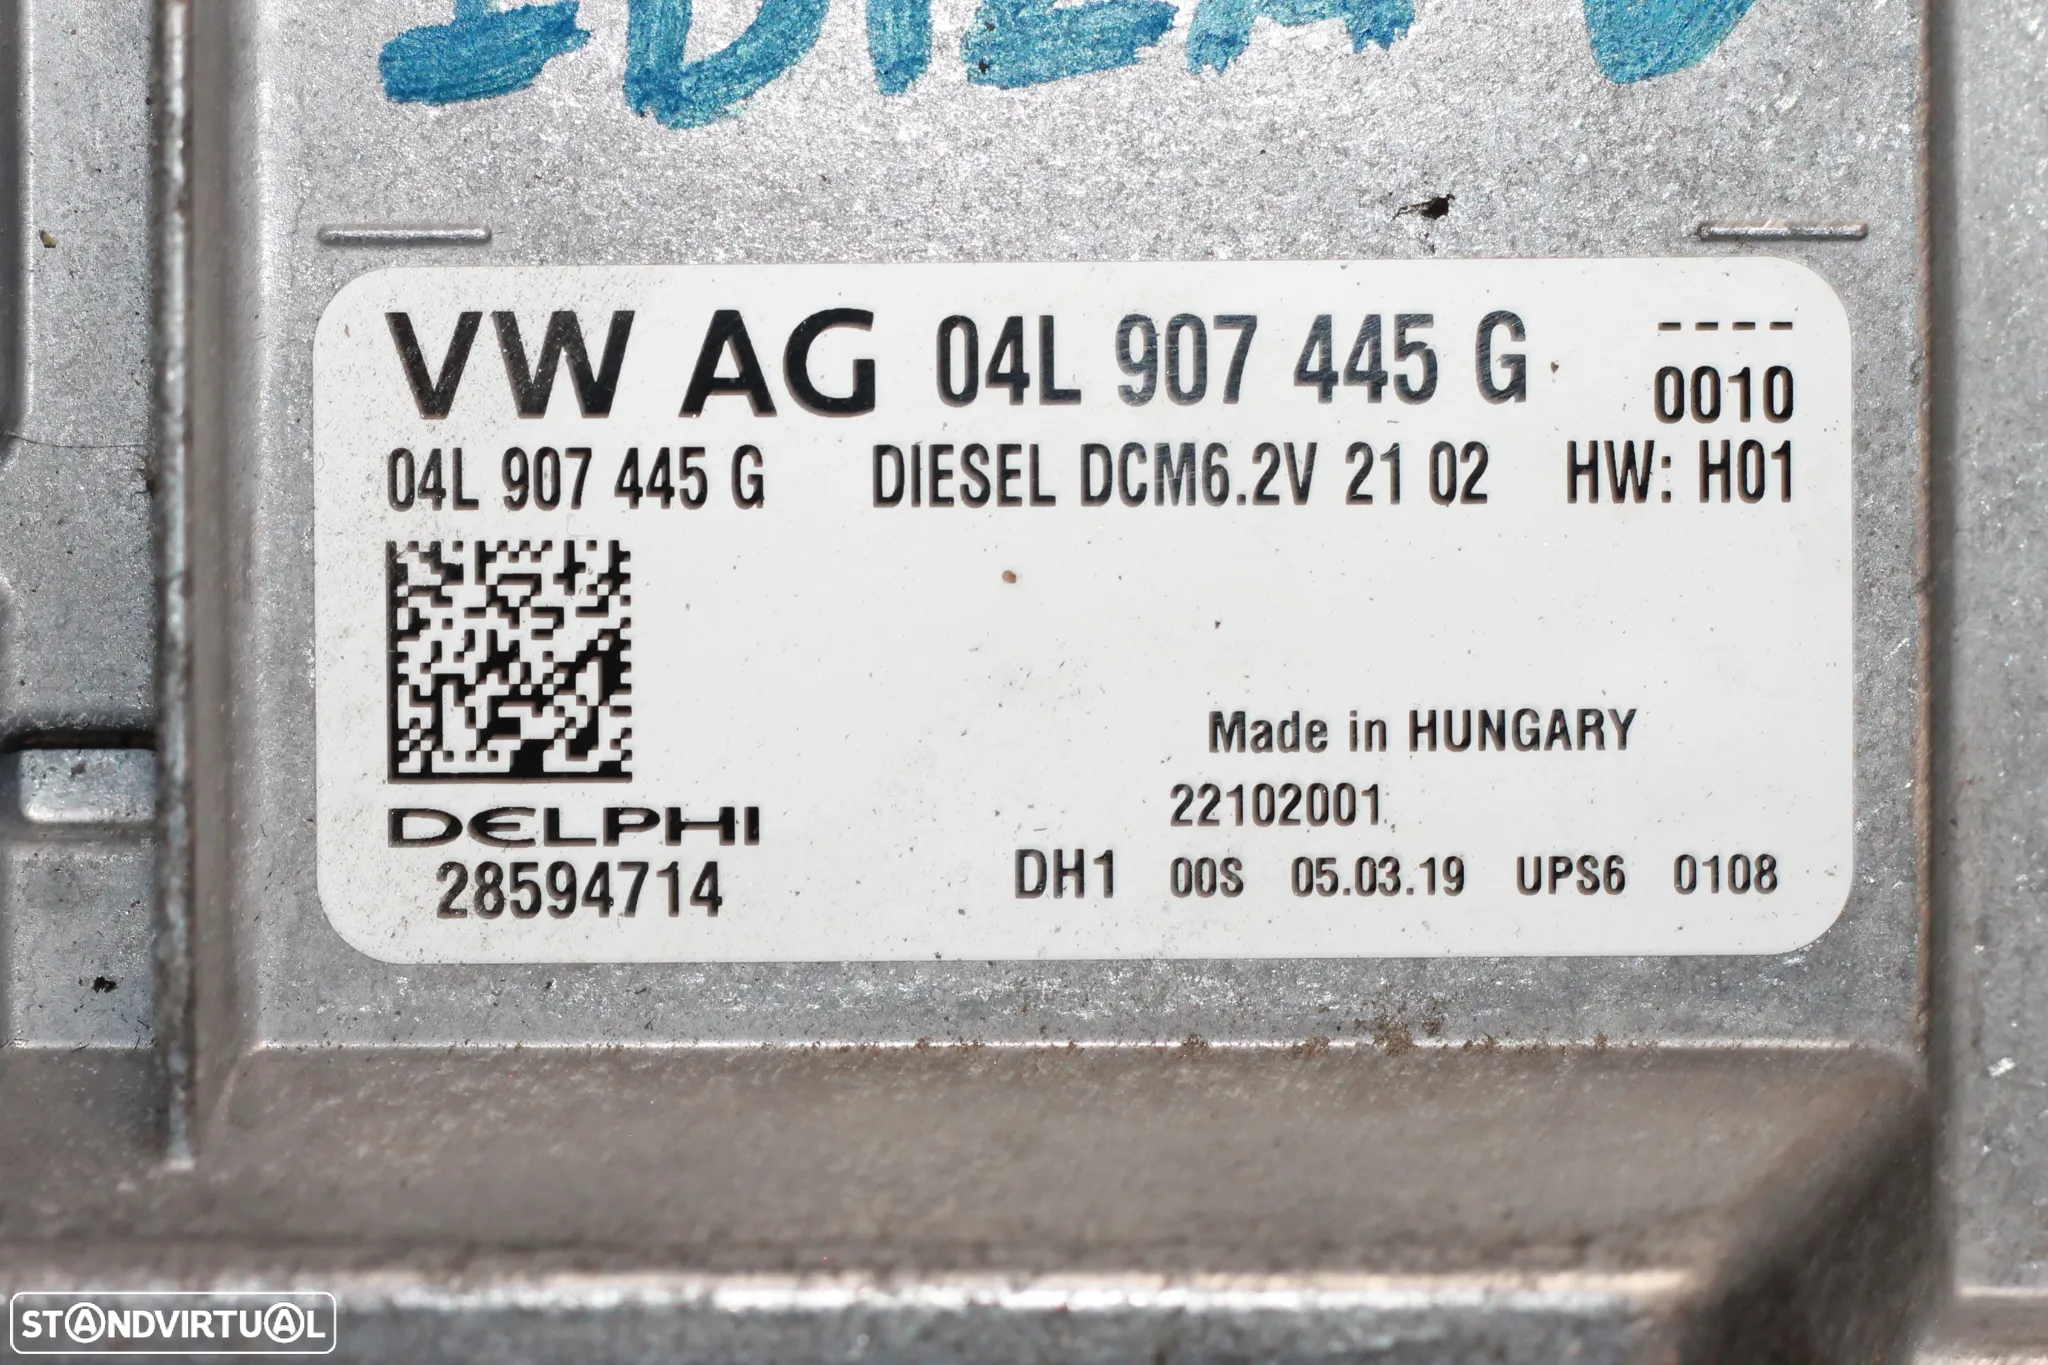 IBIZA
VW AG 04L 907 445 G ----
0010
04L 907 445 G DIESEL DCM6.2V 21 02 HW: H01
Made in HUNGARY
22102001
DELPHI
28594714
DH1 00S 05.03.19 UPS6 0108
STANDVIRTUAL